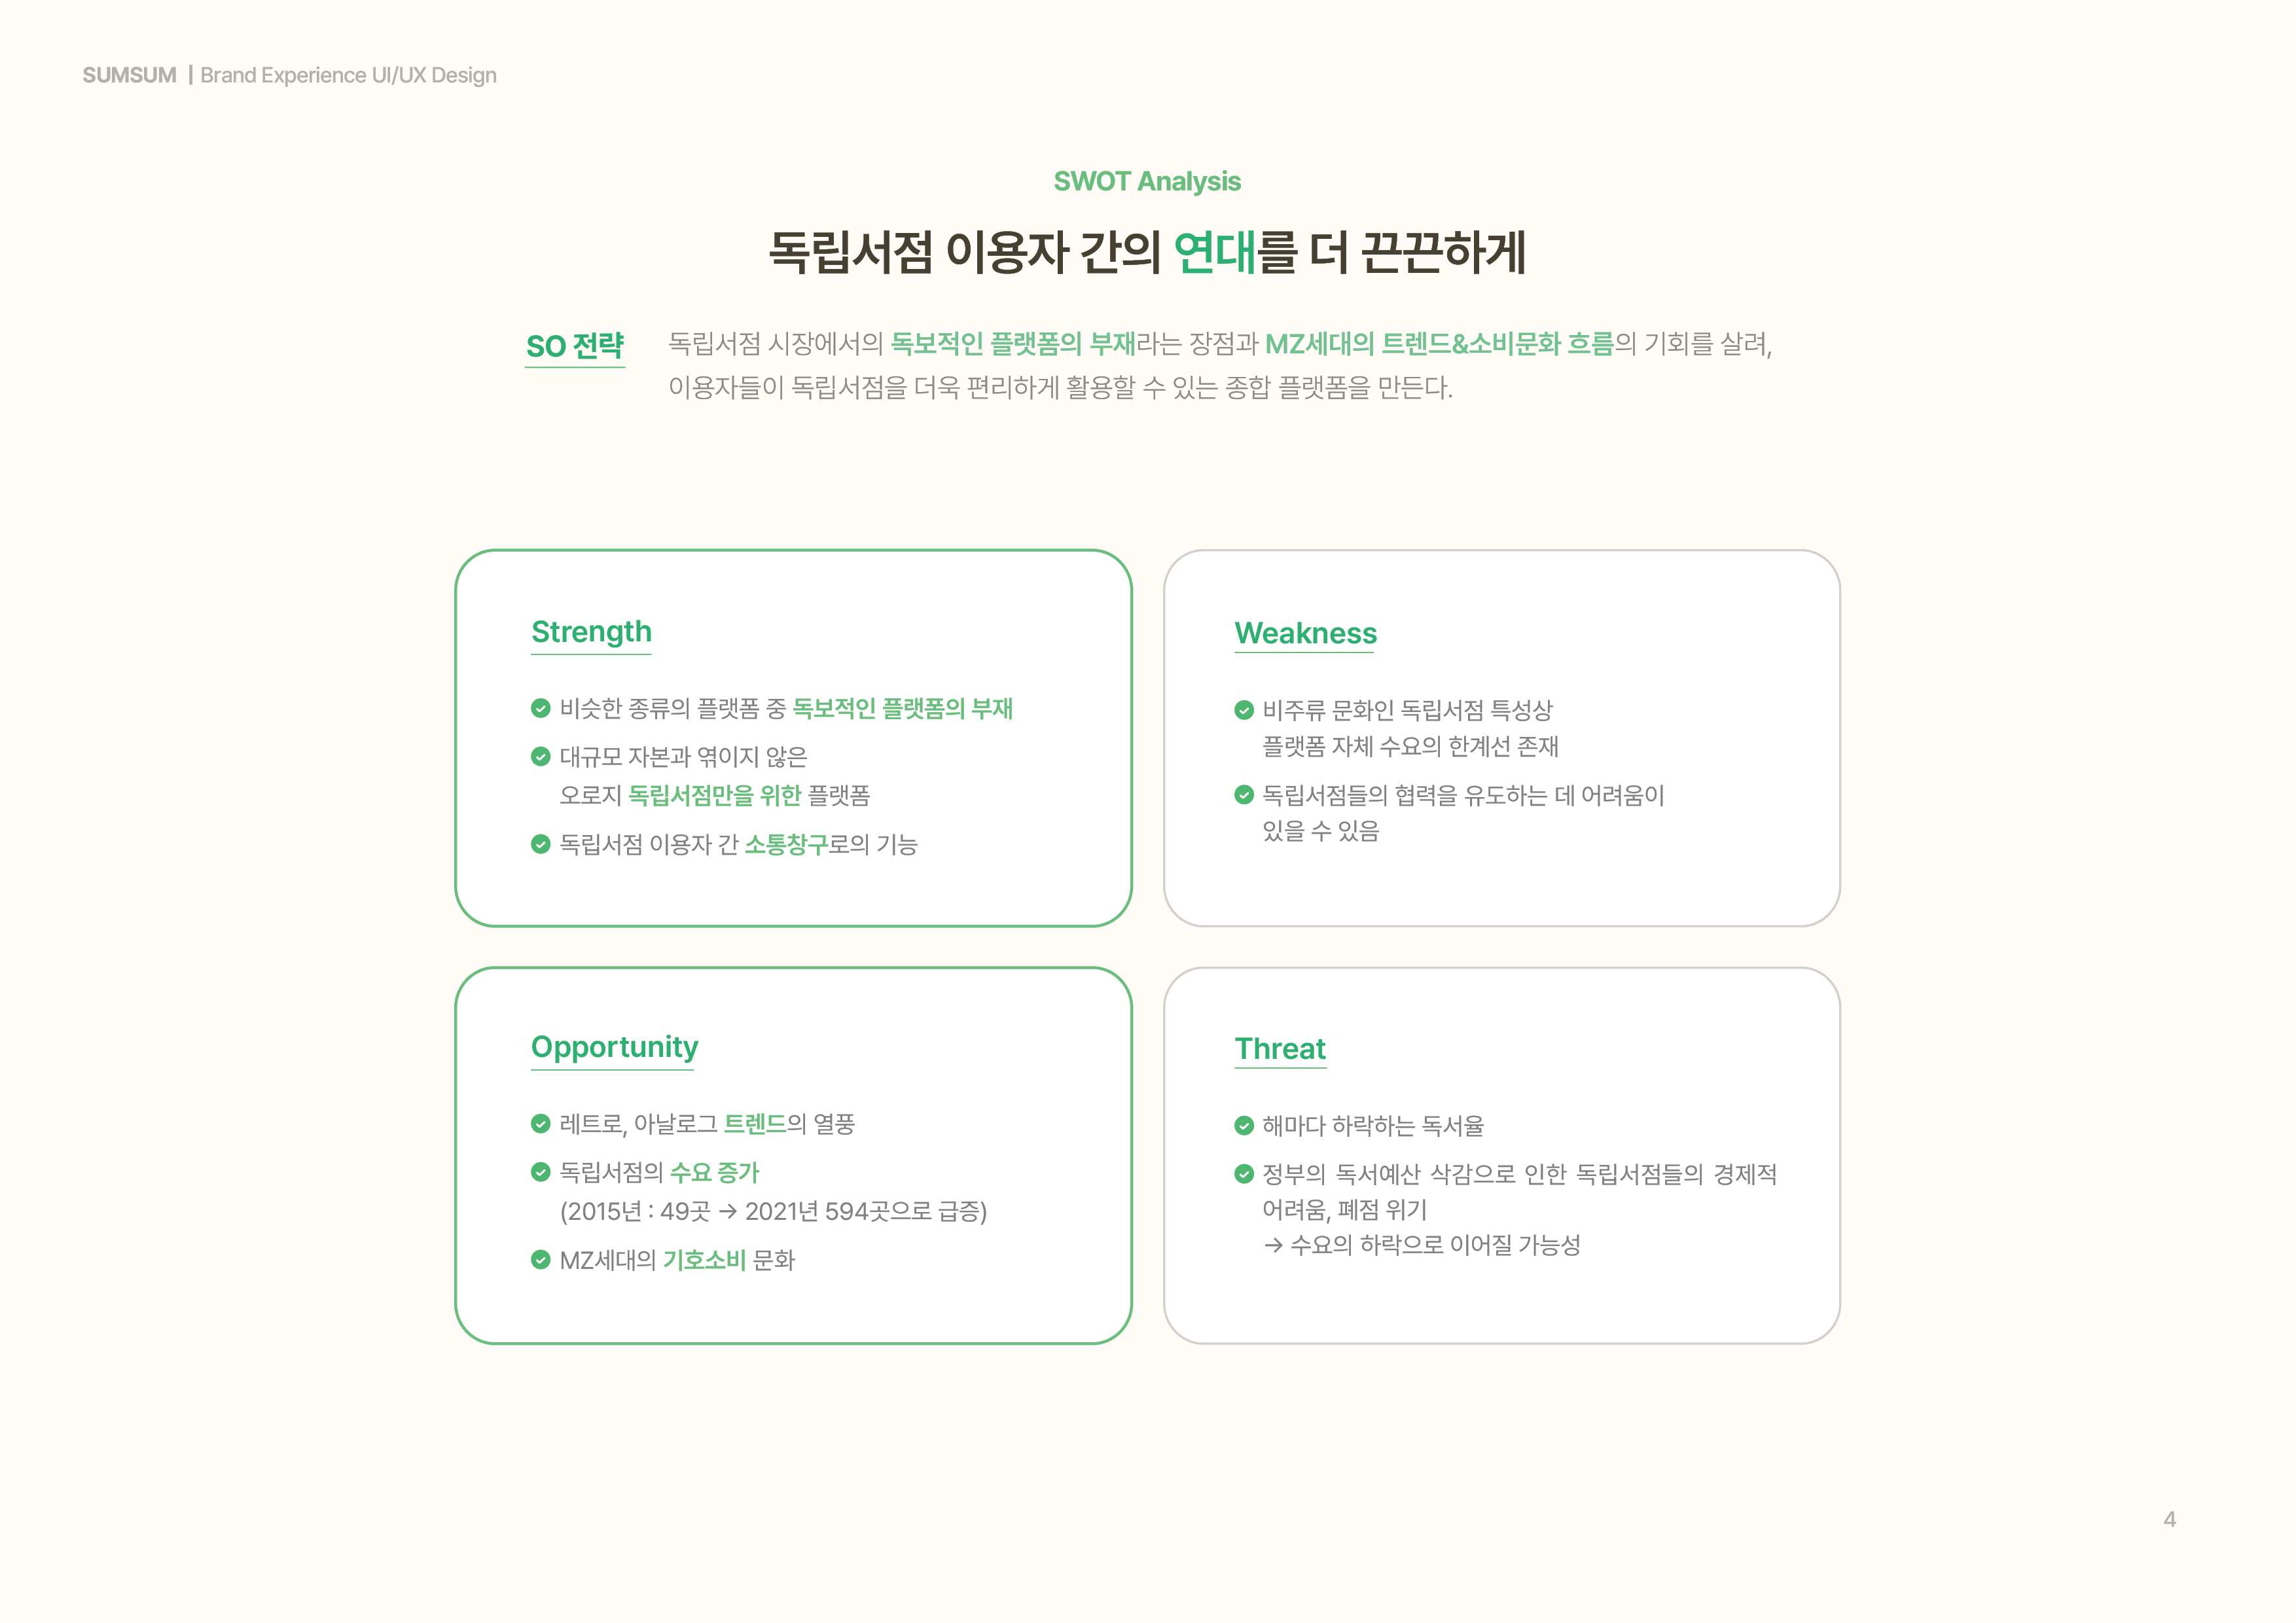 SUMSUM | Brand Experience UI/UX Design
SWOT Analysis
독립서점 이용자 간의 연대를 더 끈끈하게
SO 전략
독립서점 시장에서의 독보적인 플랫폼의 부재라는 장점과 MZ세대의 트렌드&소비문화 흐름의 기회를 살려,
이용자들이 독립서점을 더욱 편리하게 활용할 수 있는 종합 플랫폼을 만든다.
Strength
비슷한 종류의 플랫폼 중 독보적인 플랫폼의 부재
대규모 자본과 엮이지 않은
오로지 독립서점만을 위한 플랫폼
독립서점 이용자 간 소통창구로의 기능
Weakness
비주류 문화인 독립서점 특성상
플랫폼 자체 수요의 한계선 존재
독립서점들의 협력을 유도하는 데 어려움이
있을 수 있음
Opportunity
레트로, 아날로그 트렌드의 열풍
독립서점의 수요 증가
(2015년 : 49곳 → 2021년 594곳으로 급증)
MZ세대의 기호소비 문화
Threat
해마다 하락하는 독서율
정부의 독서예산 삭감으로 인한 독립서점들의 경제적
어려움, 폐점 위기
→ 수요의 하락으로 이어질 가능성
4